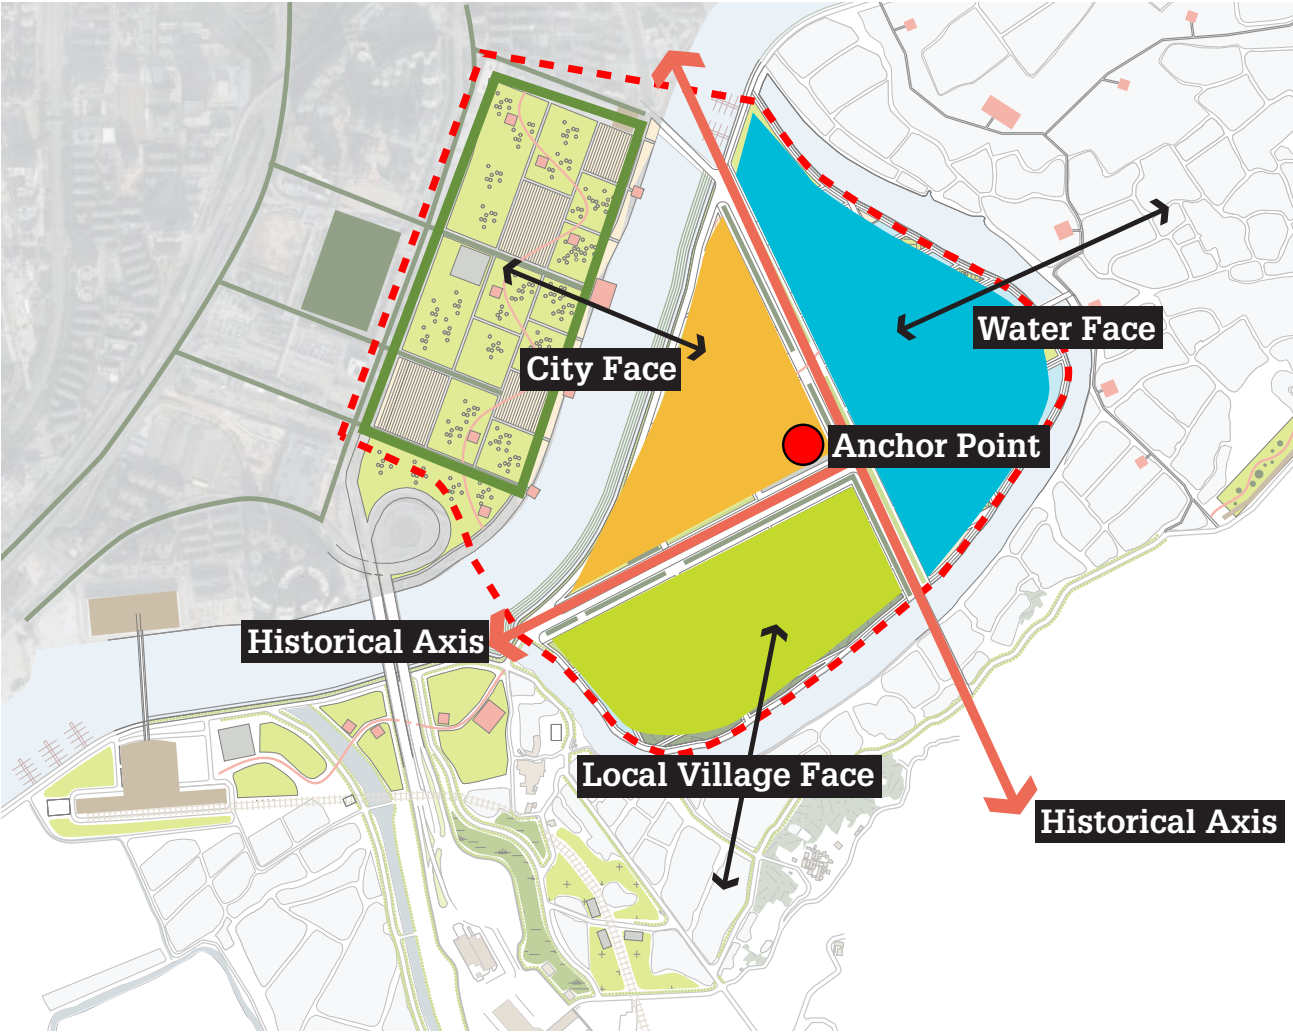 Water Face
City Face
Anchor Point
Historical Axis
Local Village Face
Historical Axis